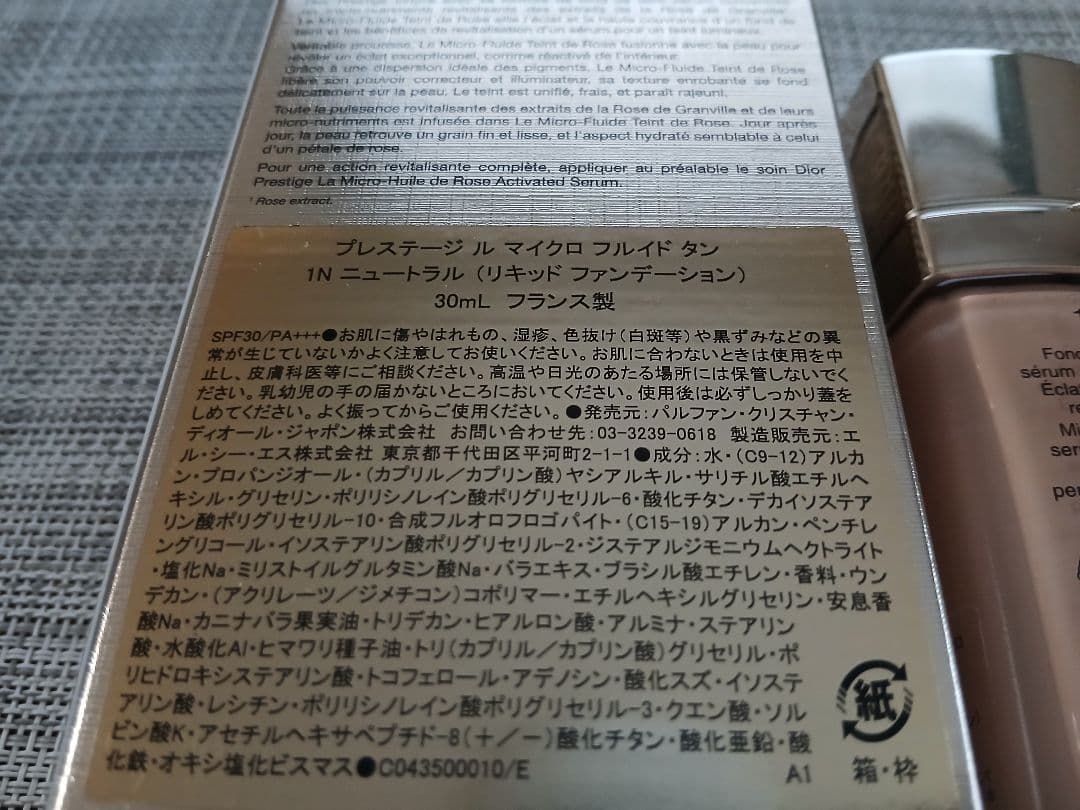 Le Micro-Fluide Teint de Rose allie l'éclat et la haute couvrance d'un fond de
teint et les bénéfices de revitalisation d'un sérum pour un teint lumineux.
Véritable prouesse, Le Micro-Fluide Teint de Rose fusionne avec la peau pour
révéler un éclat exceptionnel, comme réactivé de l'intérieur.
Grâce à une dispersion idéale des pigments, Le Micro-Fluide Teint de Rose
libère son pouvoir correcteur et illuminateur, sa texture enrobante se fond
délicatement sur la peau. Le teint est unifié, frais, et paraît rajeuni.
Toute la puissance revitalisante des extraits de la Rose de Granville et de leurs
micro-nutriments est infusée dans Le Micro-Fluide Teint de Rose. Jour après
jour, la peau retrouve un grain fin et lisse, et l'aspect hydraté semblable à celui
d'un pétale de rose.
Pour une action revitalisante complète, appliquer au préalable le soin Dior
Prestige La Micro-Huile de Rose Activated Serum.
¹ Rose extract.
プレステージ ル マイクロ フルイド タン
1N ニュートラル（リキッド ファンデーション）
30mL フランス製
SPF30/PA+++●お肌に傷やはれもの、湿疹、色抜け(白斑等)や黒ずみなどの異
常が生じていないかよく注意してお使いください。お肌に合わないときは使用を中
止し、皮膚科医等にご相談ください。高温や日光のあたる場所には保管しないでく
ださい。乳幼児の手の届かないところにおいてください。使用後は必ずしっかり蓋を
しめてください。よく振ってからご使用ください。●発売元:パルファン・クリスチャン・
ディオール・ジャポン株式会社 お問い合わせ先:03-3239-0618 製造販売元:エ
ル・シー・エス株式会社 東京都千代田区平河町2-1-1●成分:水・(C9-12)アルカ
ン・プロパンジオール・(カプリル/カプリン酸)ヤシアルキル・サリチル酸エチルヘ
キシル・グリセリン・ポリリシノレイン酸ポリグリセリル-6・酸化チタン・デカイソステア
リン酸ポリグリセリル-10・合成フルオロフロゴパイト・(C15-19)アルカン・ペンチレ
ングリコール・イソステアリン酸ポリグリセリル-2・ジステアルジモニウムヘクトライト
・塩化Na・ミリストイルグルタミン酸Na・バラエキス・ブラシル酸エチレン・香料・ウン
デカン・(アクリレーツ/ジメチコン)コポリマー・エチルヘキシルグリセリン・安息香
酸Na・カニナバラ果実油・トリデカン・ヒアルロン酸・アルミナ・ステアリン
酸・水酸化Al・ヒマワリ種子油・トリ(カプリル/カプリン酸)グリセリル・ポ
リヒドロキシステアリン酸・トコフェロール・アデノシン・酸化スズ・イソステ
アリン酸・レシチン・ポリリシノレイン酸ポリグリセリル-3・クエン酸・ソル
ビン酸K・アセチルヘキサペプチド-8(+/-)酸化チタン・酸化亜鉛・酸
化鉄・オキシ塩化ビスマス●C043500010/E
A1
紙
箱・枠
Fond
sérum
Écla
re
Mi
ser
per